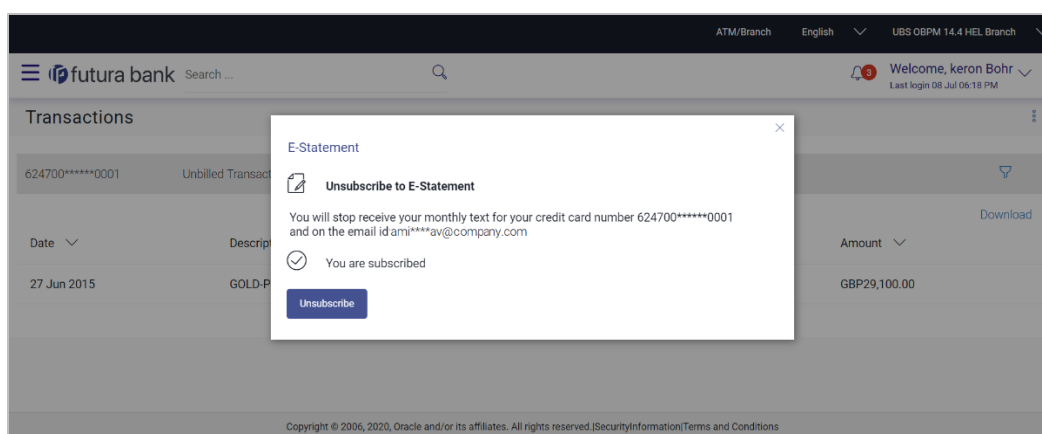 ATM/Branch English UBS OBPM 14.4 HEL Branch
futura bank Search ... 3 Welcome, keron Bohr
Last login 08 Jul 06:18 PM
Transactions
E-Statement
624700******0001 Unbilled Transact
Unsubscribe to E-Statement
You will stop receive your monthly text for your credit card number 624700******0001
and on the email id:ami****av@company.com
Download
Date Descript Amount
You are subscribed
27 Jun 2015 GOLD-P GBP29,100.00
Unsubscribe
Copyright © 2006, 2020, Oracle and/or its affiliates. All rights reserved.|SecurityInformation|Terms and Conditions